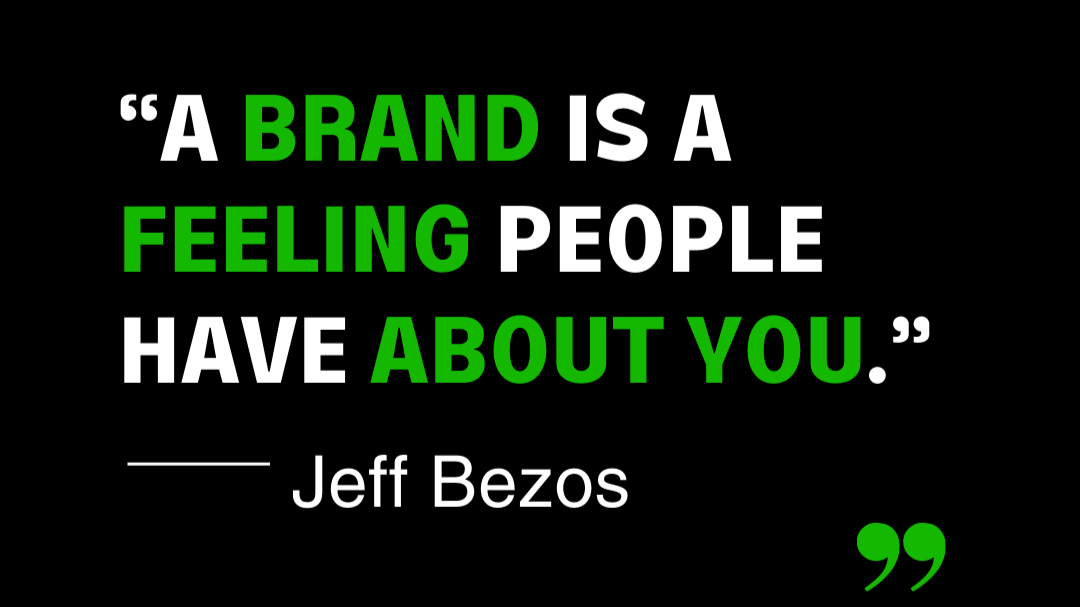 “A BRAND IS A
FEELING PEOPLE
HAVE ABOUT YOU.”
Jeff Bezos
”